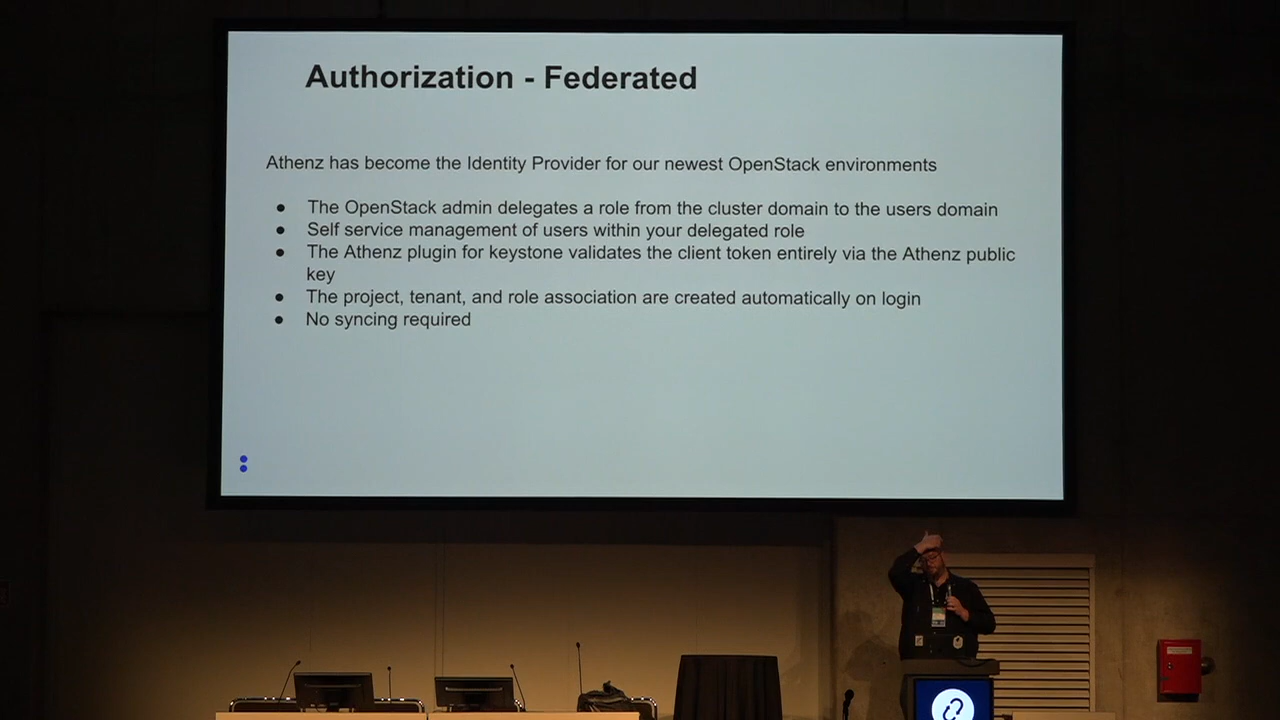 Authorization - Federated
Athenz has become the Identity Provider for our newest OpenStack environments
● The OpenStack admin delegates a role from the cluster domain to the users domain
● Self service management of users within your delegated role
● The Athenz plugin for keystone validates the client token entirely via the Athenz public
key
● The project, tenant, and role association are created automatically on login
● No syncing required